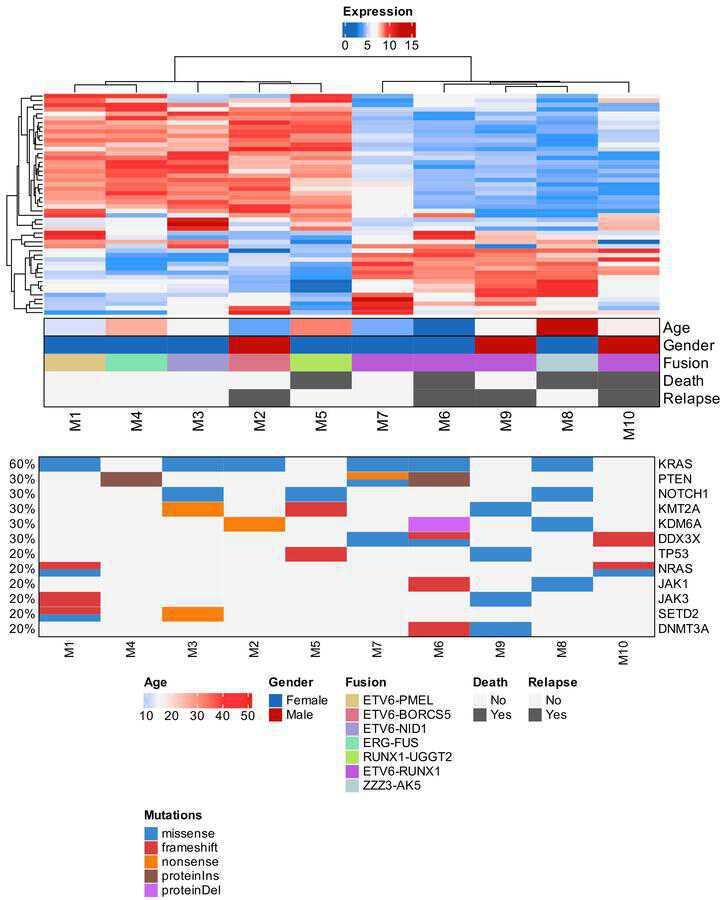 Expression
0 5 10 15
Age
Gender
Fusion
Death
Relapse
M1 M4 M3 M2 M5 M7 M6 M9 M8 M10
60% KRAS
30% PTEN
30% NOTCH1
30% KMT2A
30% KDM6A
30% DDX3X
20% TP53
20% NRAS
20% JAK1
20% JAK3
20% SETD2
20% DNMT3A
M1 M4 M3 M2 M5 M7 M6 M9 M8 M10
Age
10 20 30 40 50
Gender
Female
Male
Fusion
ETV6-PMEL
ETV6-BORCS5
ETV6-NID1
ERG-FUS
RUNX1-UGGT2
ETV6-RUNX1
ZZZ3-AK5
Death
No
Yes
Relapse
No
Yes
Mutations
missense
frameshift
nonsense
proteinIns
proteinDel